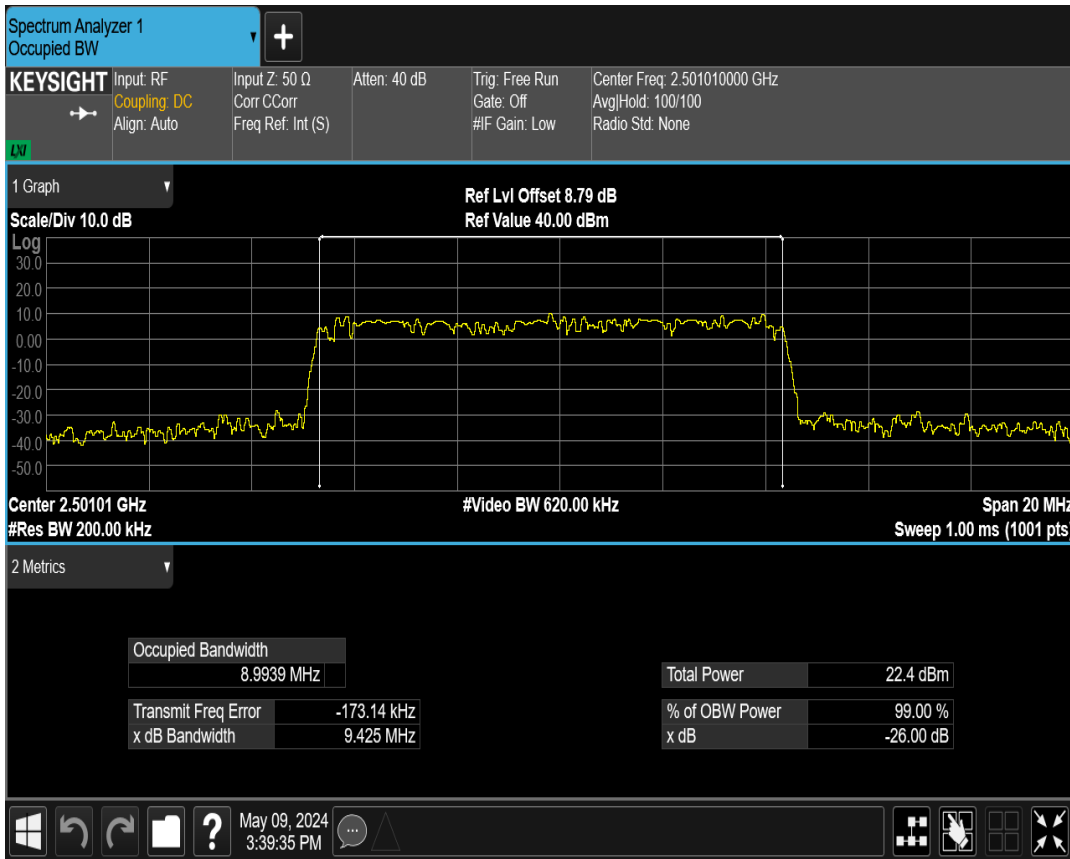 Spectrum Analyzer 1
Occupied BW
+
KEYSIGHT
LXI
Input: RF
Coupling: DC
Align: Auto
Input Z: 50 Ω
Corr CCorr
Freq Ref: Int (S)
Atten: 40 dB
Trig: Free Run
Gate: Off
#IF Gain: Low
Center Freq: 2.501010000 GHz
Avg|Hold: 100/100
Radio Std: None
1 Graph
Ref Lvl Offset 8.79 dB
Scale/Div 10.0 dB
Ref Value 40.00 dBm
Log
30.0
20.0
10.0
0.00
-10.0
-20.0
-30.0
-40.0
-50.0
Center 2.50101 GHz
#Video BW 620.00 kHz
Span 20 MHz
#Res BW 200.00 kHz
Sweep 1.00 ms (1001 pts)
2 Metrics
Occupied Bandwidth
8.9939 MHz
Total Power 22.4 dBm
Transmit Freq Error -173.14 kHz
% of OBW Power 99.00 %
x dB Bandwidth 9.425 MHz
x dB -26.00 dB
?
May 09, 2024
3:39:35 PM